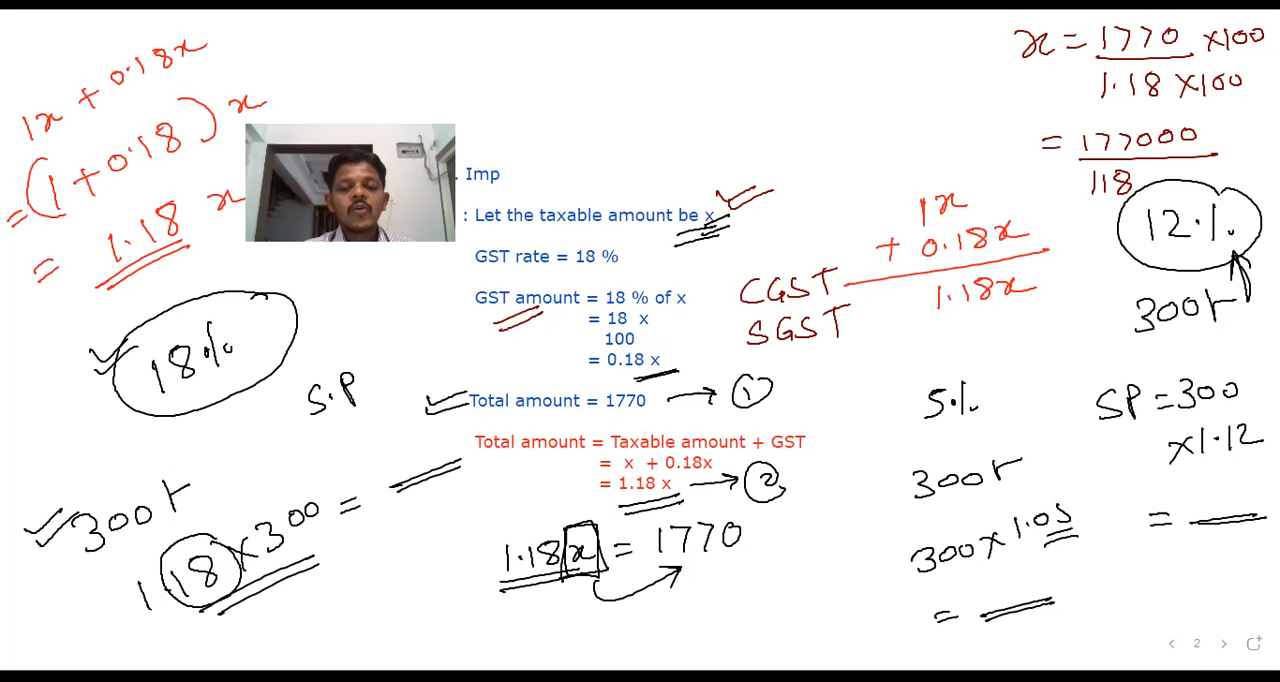 1x + 0.18x
= (1 + 0.18) x
= 1.18 x
18%
S.P
300 r
1.18 x 300 =
. Imp
: Let the taxable amount be x
GST rate = 18 %
GST amount = 18 % of x
= 18 x
100
= 0.18 x
Total amount = 1770 → 1
Total amount = Taxable amount + GST
= x + 0.18x
= 1.18 x → 2
1.18 x = 1770
CGST
SGST
1x
+ 0.18x
1.18x
x = 1770 x100
1.18 x100
= 177000
118
12.%.
300 r
5.%.
300 r
300 x 1.05
=
SP = 300
x1.12
=
2